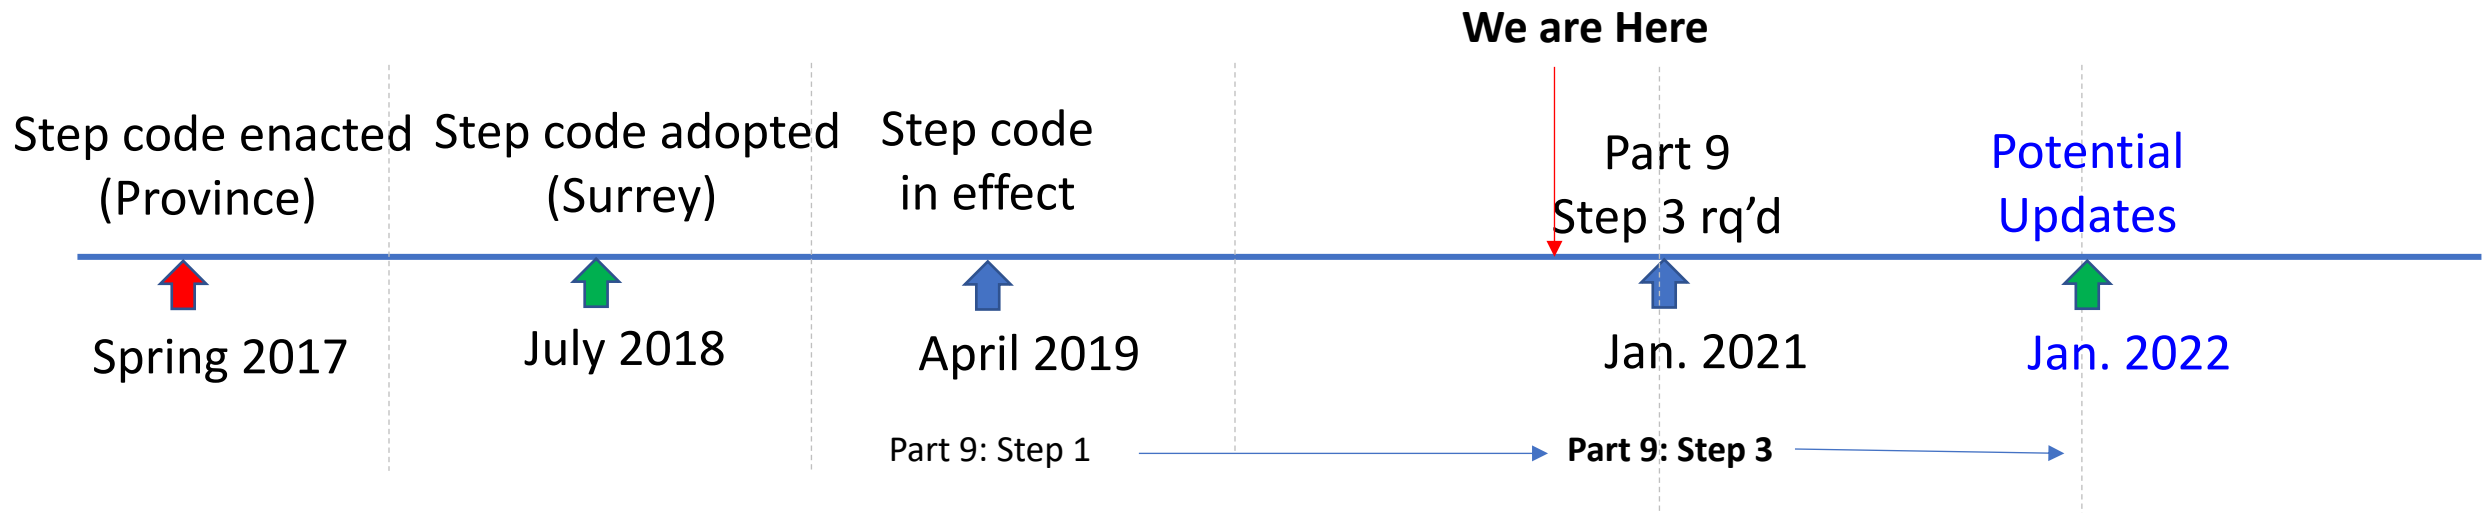 We are Here
Step code enacted
(Province)
Step code adopted
(Surrey)
Step code
in effect
Part 9
Step 3 rq’d
Potential
Updates
Spring 2017
July 2018
April 2019
Jan. 2021
Jan. 2022
Part 9: Step 1
Part 9: Step 3